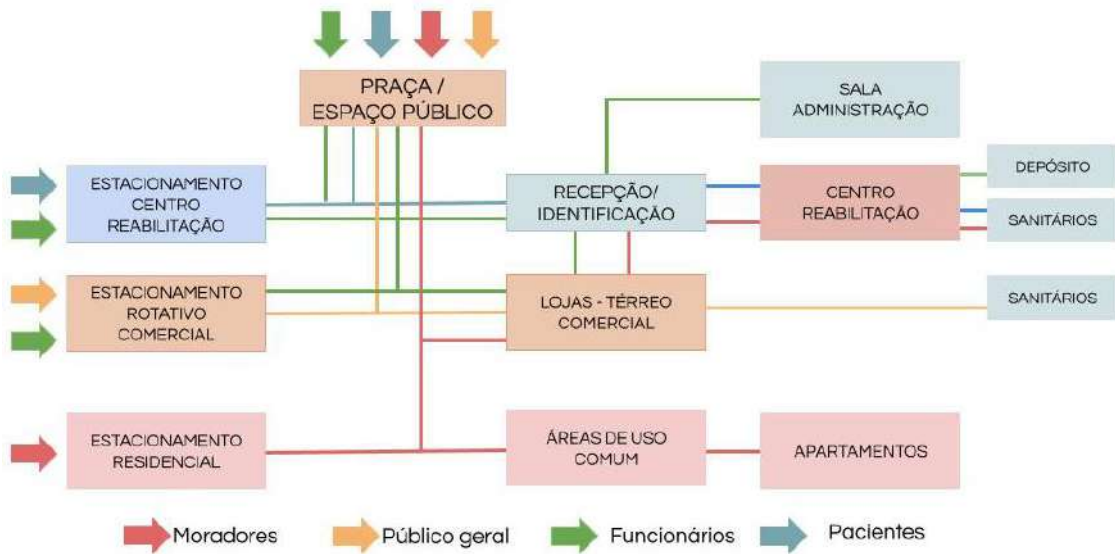 PRAÇA /
ESPAÇO PÚBLICO
SALA
ADMINISTRAÇÃO
ESTACIONAMENTO
CENTRO
REABILITAÇÃO
RECEPÇÃO/
IDENTIFICAÇÃO
CENTRO
REABILITAÇÃO
DEPÓSITO
SANITÁRIOS
ESTACIONAMENTO
ROTATIVO
COMERCIAL
LOJAS - TÉRREO
COMERCIAL
SANITÁRIOS
ESTACIONAMENTO
RESIDENCIAL
ÁREAS DE USO
COMUM
APARTAMENTOS
Moradores
Público geral
Funcionários
Pacientes